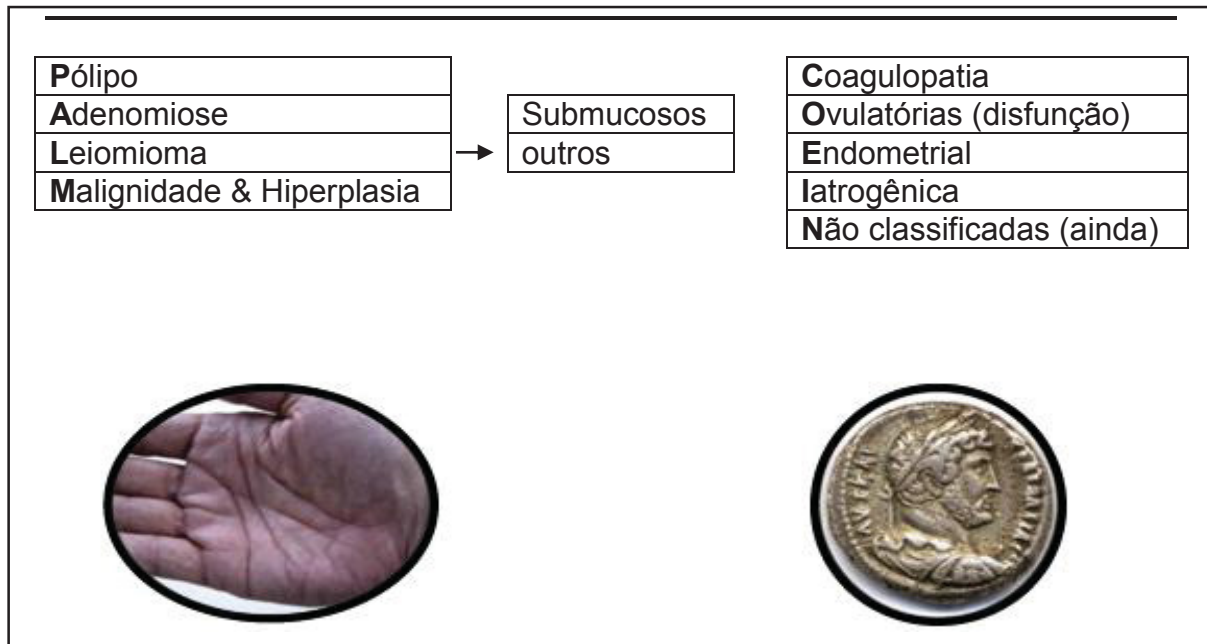 Pólipo
Adenomiose
Leiomioma
Malignidade & Hiperplasia
Submucosos
outros
Coagulopatia
Ovulatórias (disfunção)
Endometrial
Iatrogênica
Não classificadas (ainda)